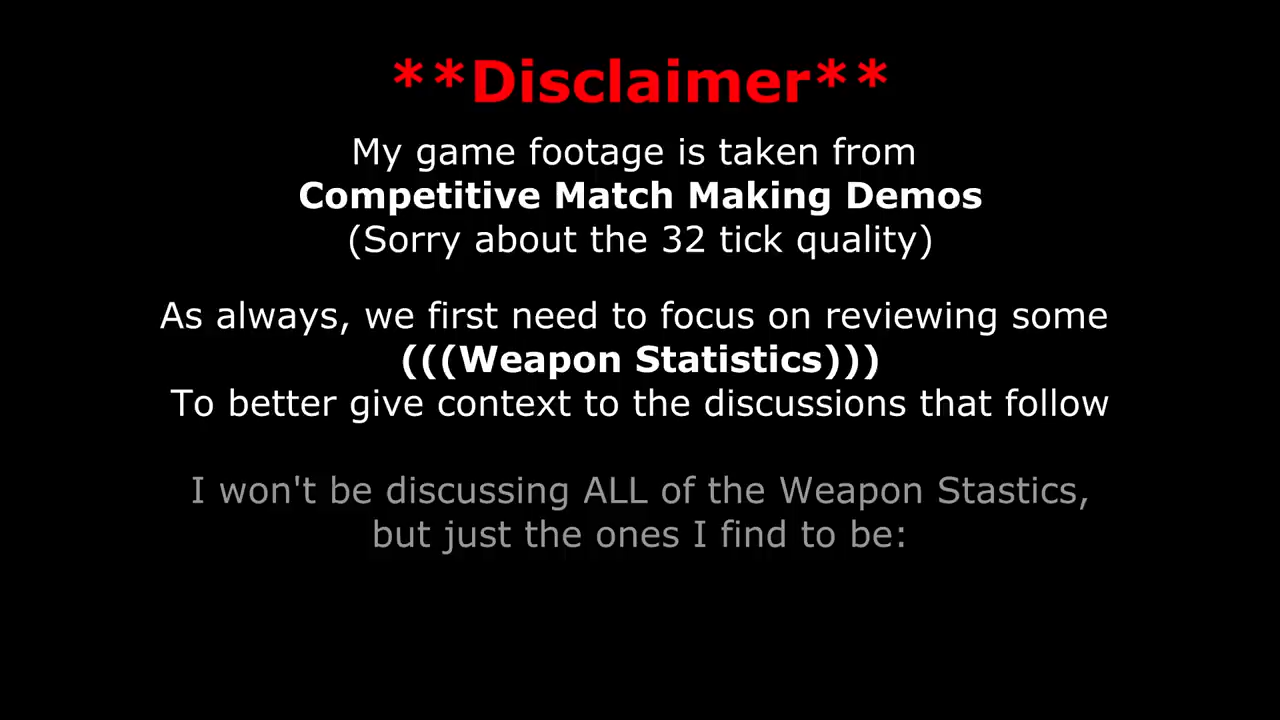 **Disclaimer**
My game footage is taken from
Competitive Match Making Demos
(Sorry about the 32 tick quality)
As always, we first need to focus on reviewing some
(((Weapon Statistics)))
To better give context to the discussions that follow
I won't be discussing ALL of the Weapon Stastics,
but just the ones I find to be: